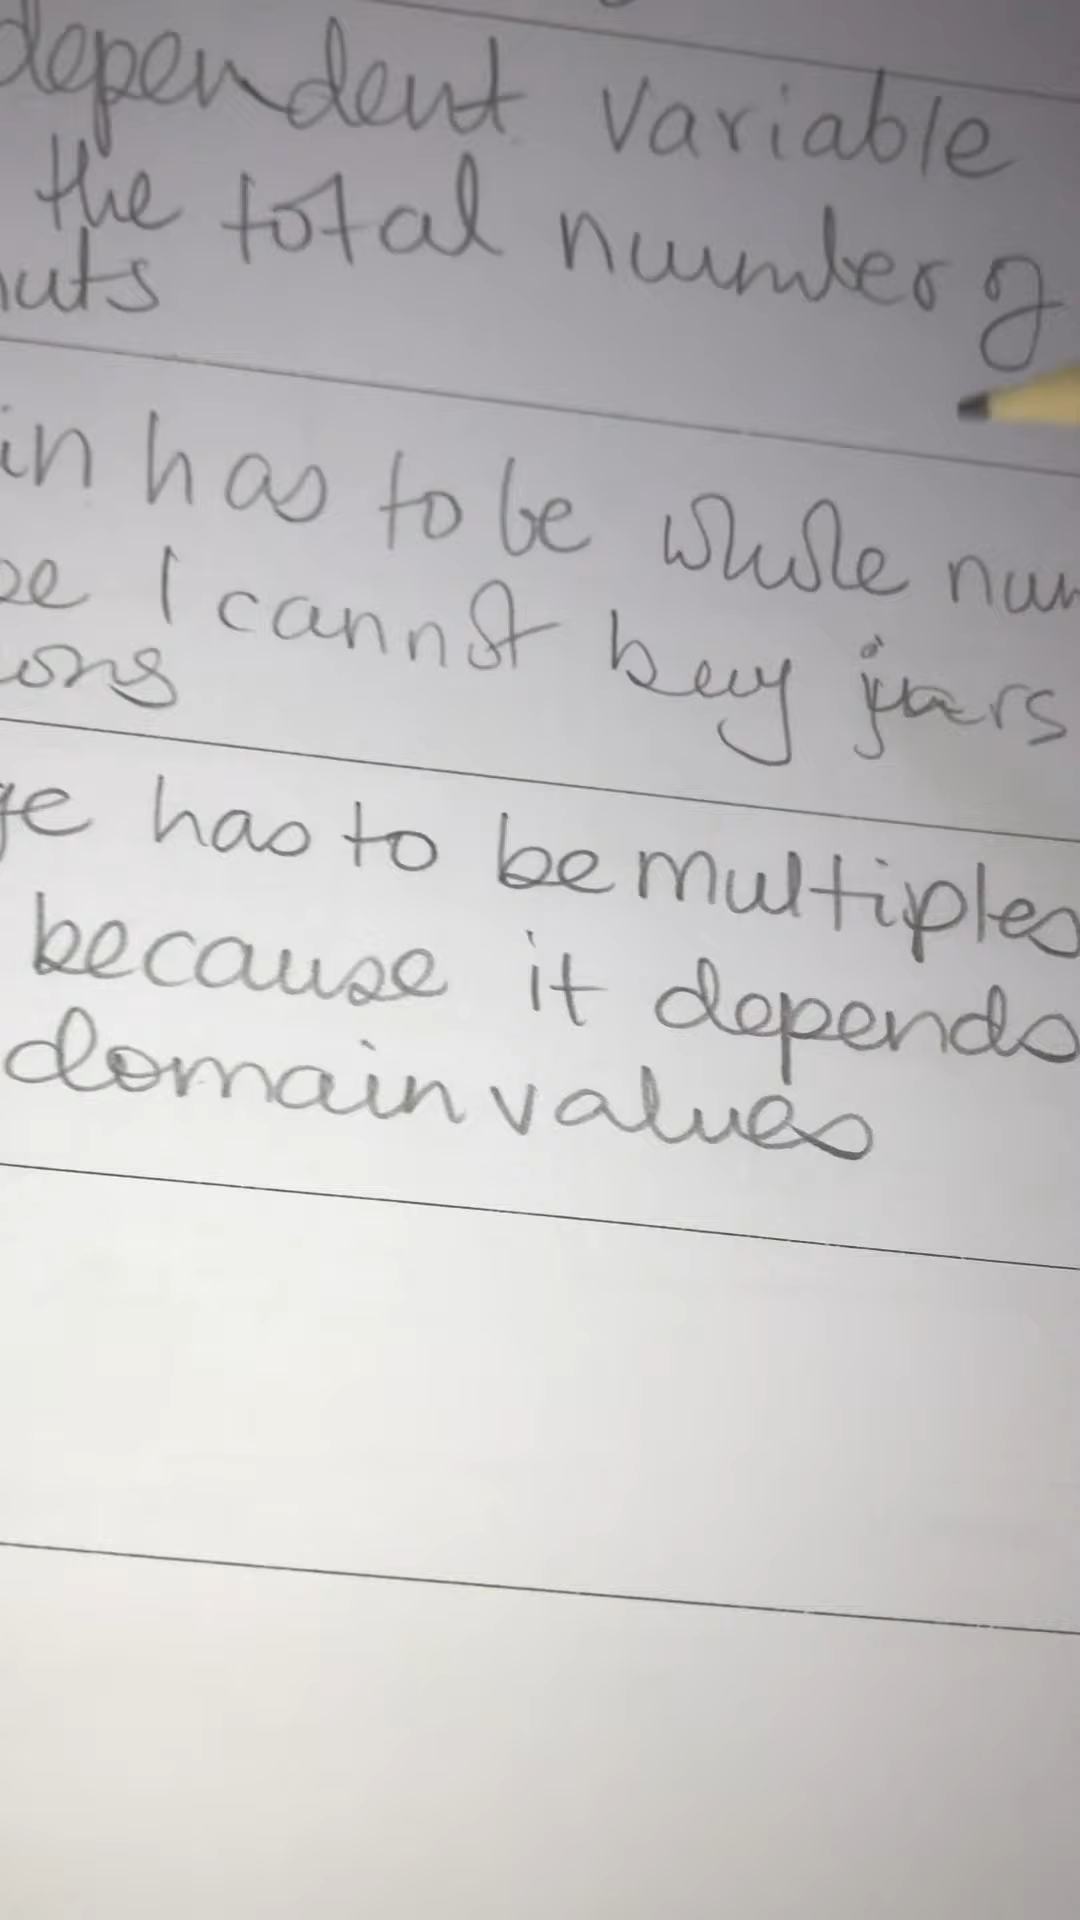 dependent variable
the total number of
nuts
in has to be whole num
se I cannot buy jars
ions
ge has to be multiples
because it depends
domain values